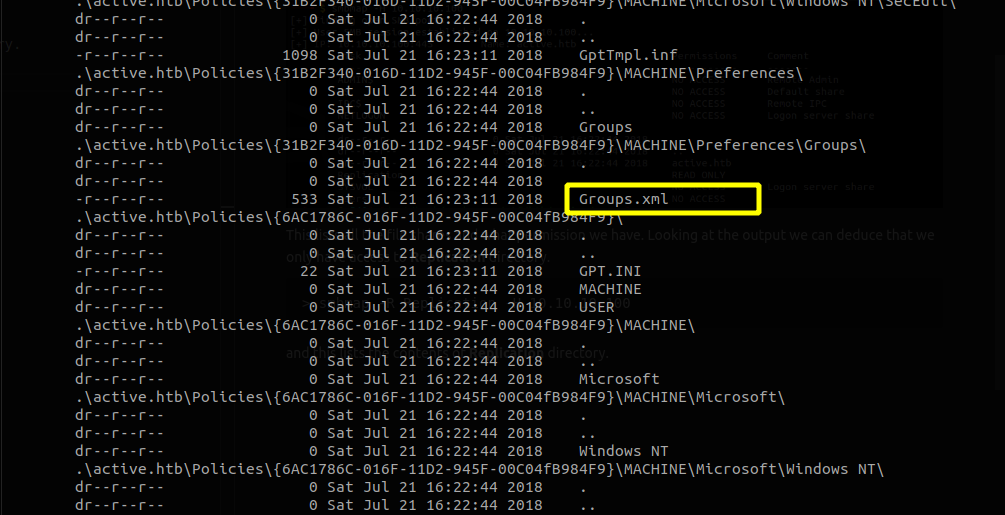 .\active.htb\Policies\{31B2F340-016D-11D2-945F-00C04FB984F9}\MACHINE\Microsoft\Windows NT\SecEdit\
dr--r--r-- 0 Sat Jul 21 16:22:44 2018 .
dr--r--r-- 0 Sat Jul 21 16:22:44 2018 ..
-r--r--r-- 1098 Sat Jul 21 16:23:11 2018 GptTmpl.inf
.\active.htb\Policies\{31B2F340-016D-11D2-945F-00C04FB984F9}\MACHINE\Preferences\
dr--r--r-- 0 Sat Jul 21 16:22:44 2018 .
dr--r--r-- 0 Sat Jul 21 16:22:44 2018 ..
dr--r--r-- 0 Sat Jul 21 16:22:44 2018 Groups
.\active.htb\Policies\{31B2F340-016D-11D2-945F-00C04FB984F9}\MACHINE\Preferences\Groups\
dr--r--r-- 0 Sat Jul 21 16:22:44 2018 .
dr--r--r-- 0 Sat Jul 21 16:22:44 2018 ..
-r--r--r-- 533 Sat Jul 21 16:23:11 2018 Groups.xml
.\active.htb\Policies\{6AC1786C-016F-11D2-945F-00C04fB984F9}\
dr--r--r-- 0 Sat Jul 21 16:22:44 2018 .
dr--r--r-- 0 Sat Jul 21 16:22:44 2018 ..
-r--r--r-- 22 Sat Jul 21 16:23:11 2018 GPT.INI
dr--r--r-- 0 Sat Jul 21 16:22:44 2018 MACHINE
dr--r--r-- 0 Sat Jul 21 16:22:44 2018 USER
.\active.htb\Policies\{6AC1786C-016F-11D2-945F-00C04fB984F9}\MACHINE\
dr--r--r-- 0 Sat Jul 21 16:22:44 2018 .
dr--r--r-- 0 Sat Jul 21 16:22:44 2018 ..
dr--r--r-- 0 Sat Jul 21 16:22:44 2018 Microsoft
.\active.htb\Policies\{6AC1786C-016F-11D2-945F-00C04fB984F9}\MACHINE\Microsoft\
dr--r--r-- 0 Sat Jul 21 16:22:44 2018 .
dr--r--r-- 0 Sat Jul 21 16:22:44 2018 ..
dr--r--r-- 0 Sat Jul 21 16:22:44 2018 Windows NT
.\active.htb\Policies\{6AC1786C-016F-11D2-945F-00C04fB984F9}\MACHINE\Microsoft\Windows NT\
dr--r--r-- 0 Sat Jul 21 16:22:44 2018 .
dr--r--r-- 0 Sat Jul 21 16:22:44 2018 ..